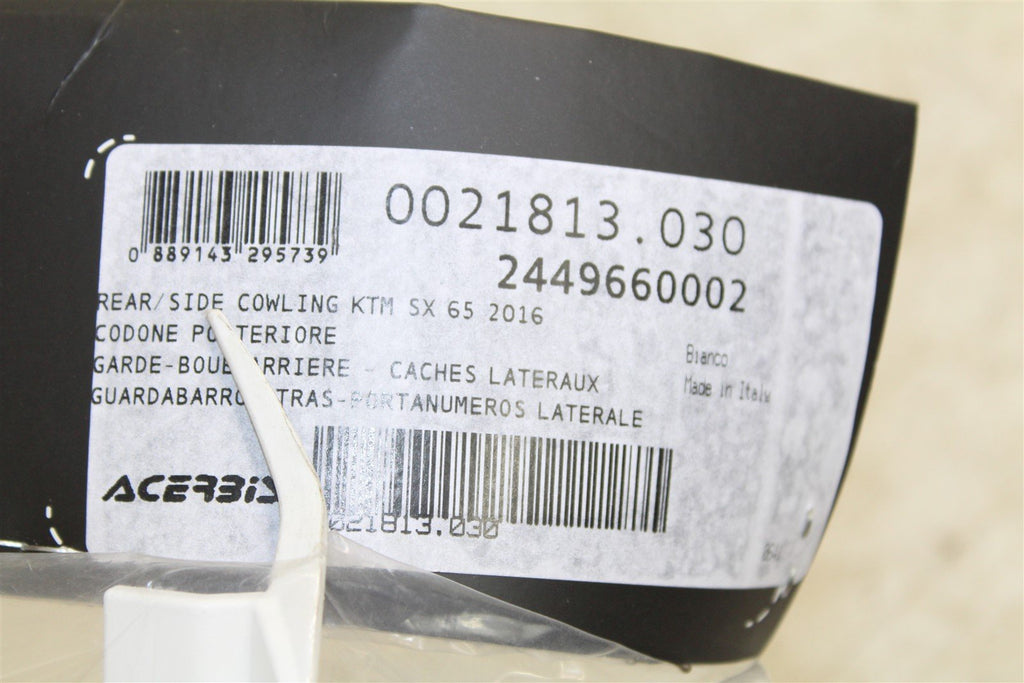 0021813.030
0 889143 295739
2449660002
REAR/SIDE COWLING KTM SX 65 2016
CODONE POSTERIORE
GARDE-BOUE ARRIERE - CACHES LATERAUX
GUARDABARRO TRAS-PORTANUMEROS LATERALE
Bianco
Made in Italy
ACERBIS
021813.030